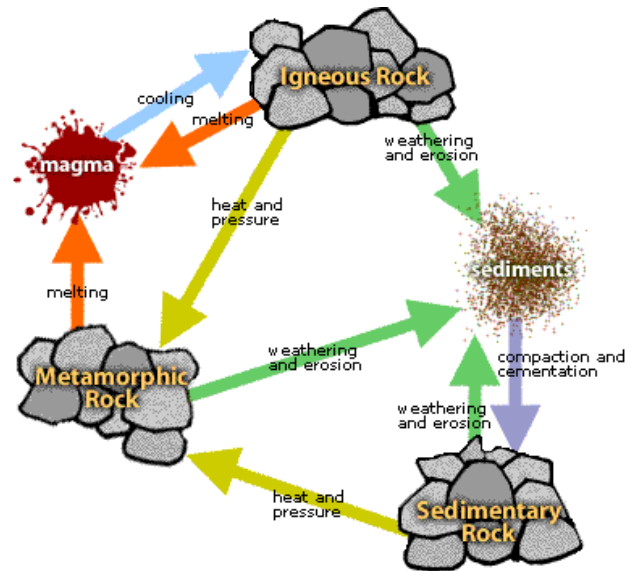 Igneous Rock
cooling
melting
weathering
and erosion
magma
heat and
pressure
sediments
melting
weathering
and erosion
compaction and
cementation
Metamorphic
Rock
weathering
and erosion
heat and
pressure
Sedimentary
Rock